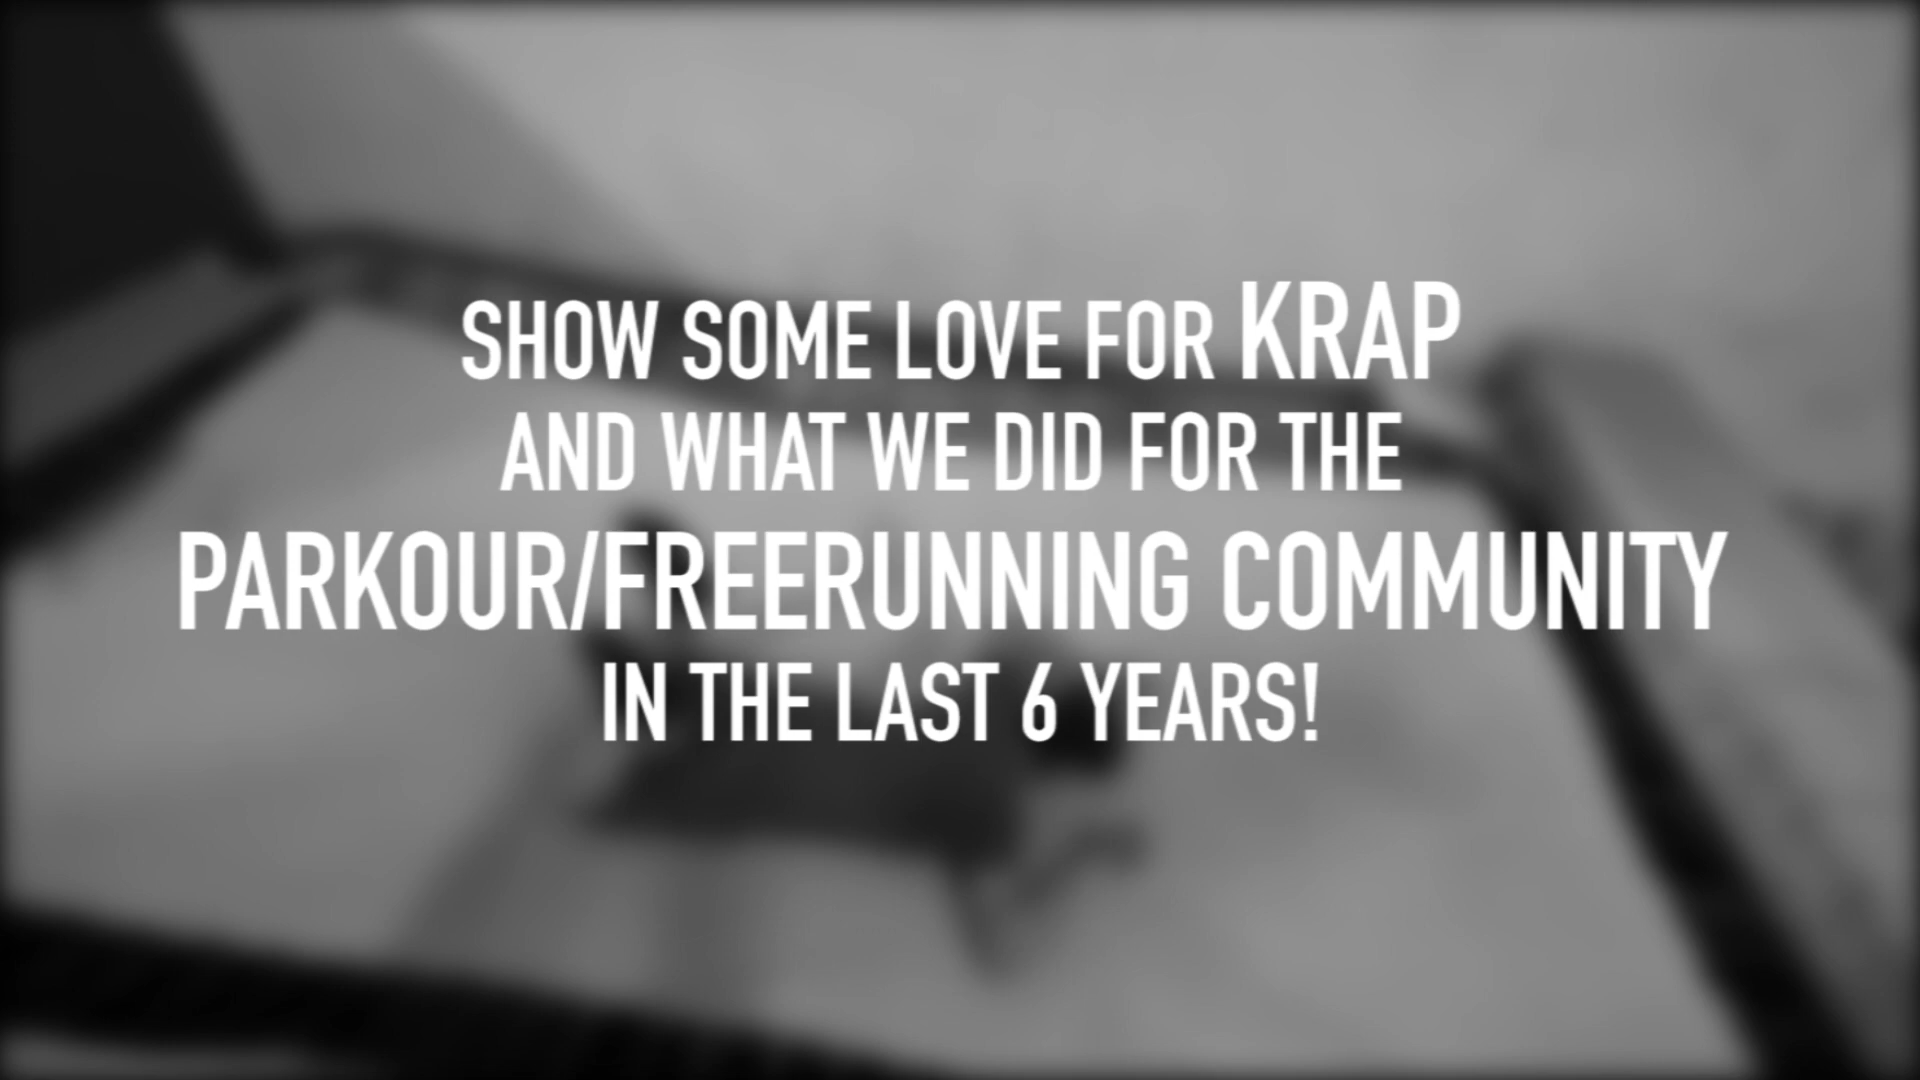 SHOW SOME LOVE FOR KRAP
AND WHAT WE DID FOR THE
PARKOUR/FREERUNNING COMMUNITY
IN THE LAST 6 YEARS!